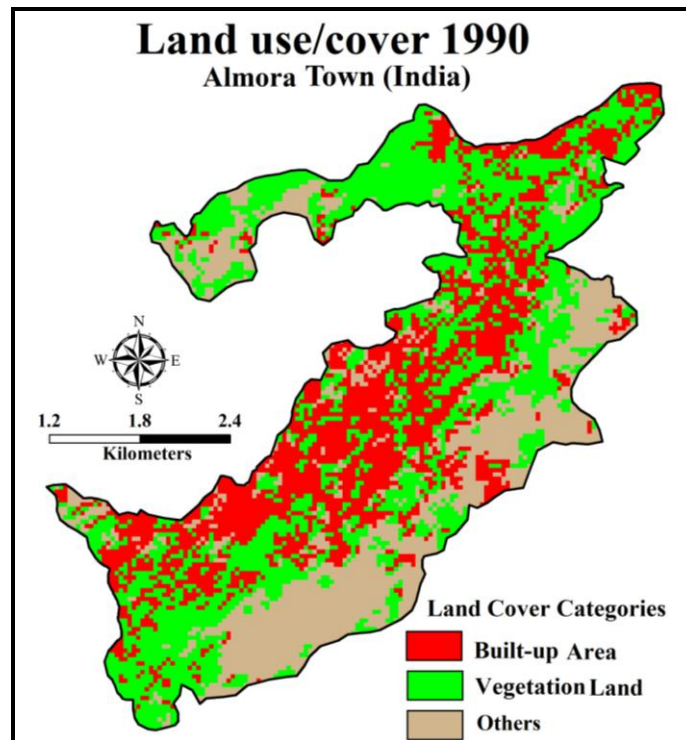 Land use/cover 1990
Almora Town (India)
N
W E
S
1.2 1.8 2.4
Kilometers
Land Cover Categories
Built-up Area
Vegetation Land
Others